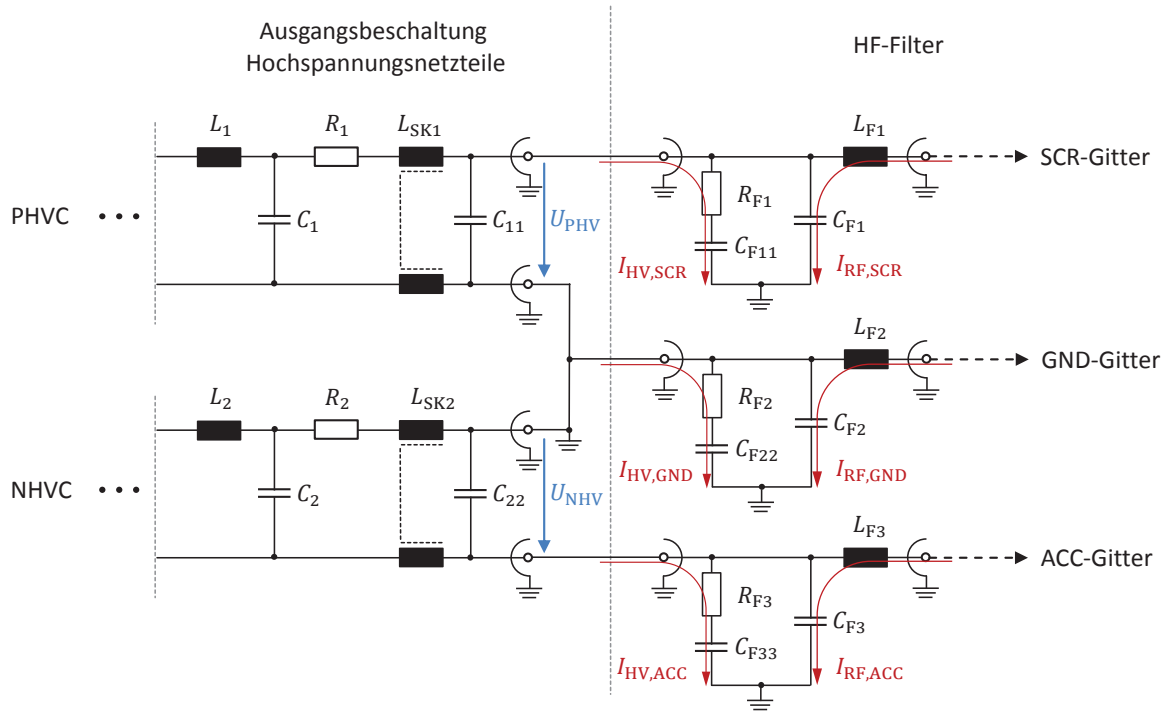 Ausgangsbeschaltung
Hochspannungsnetzteile
HF-Filter
L1
R1
LSK1
LF1
SCR-Gitter
PHVC
C1
C11
UPHV
RF1
CF11
CF1
IHV,SCR
IRF,SCR
LF2
GND-Gitter
L2
R2
LSK2
RF2
CF22
CF2
NHVC
C2
C22
UNHV
IHV,GND
IRF,GND
LF3
ACC-Gitter
RF3
CF33
CF3
IHV,ACC
IRF,ACC